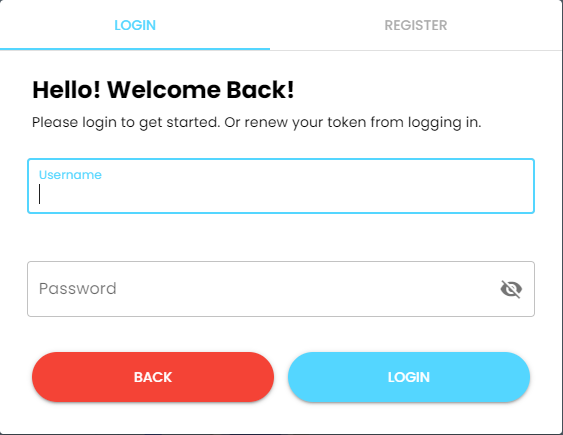 LOGIN REGISTER
Hello! Welcome Back!
Please login to get started. Or renew your token from logging in.
Username
Password
BACK LOGIN